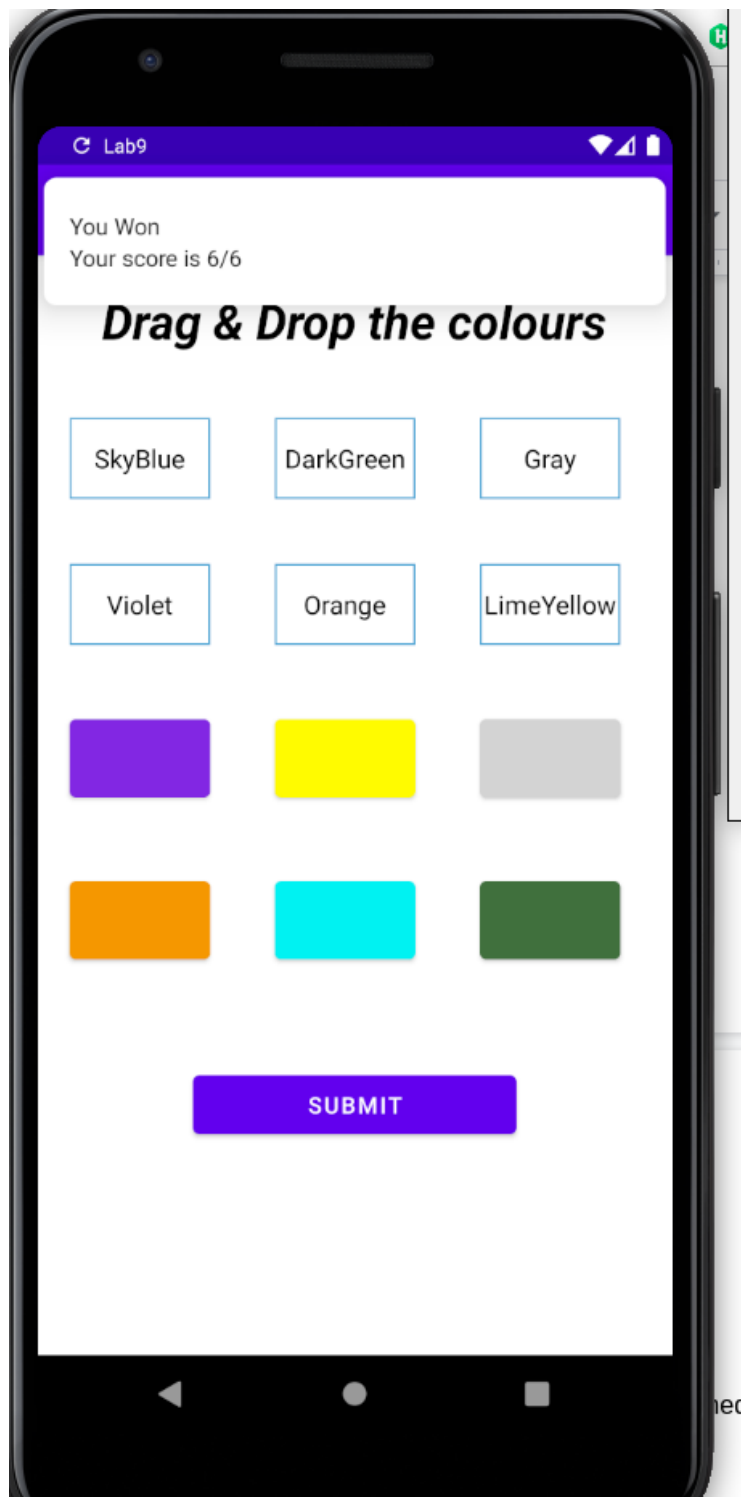 Lab9
You Won
Your score is 6/6
Drag & Drop the colours
SkyBlue DarkGreen Gray
Violet Orange LimeYellow
SUBMIT